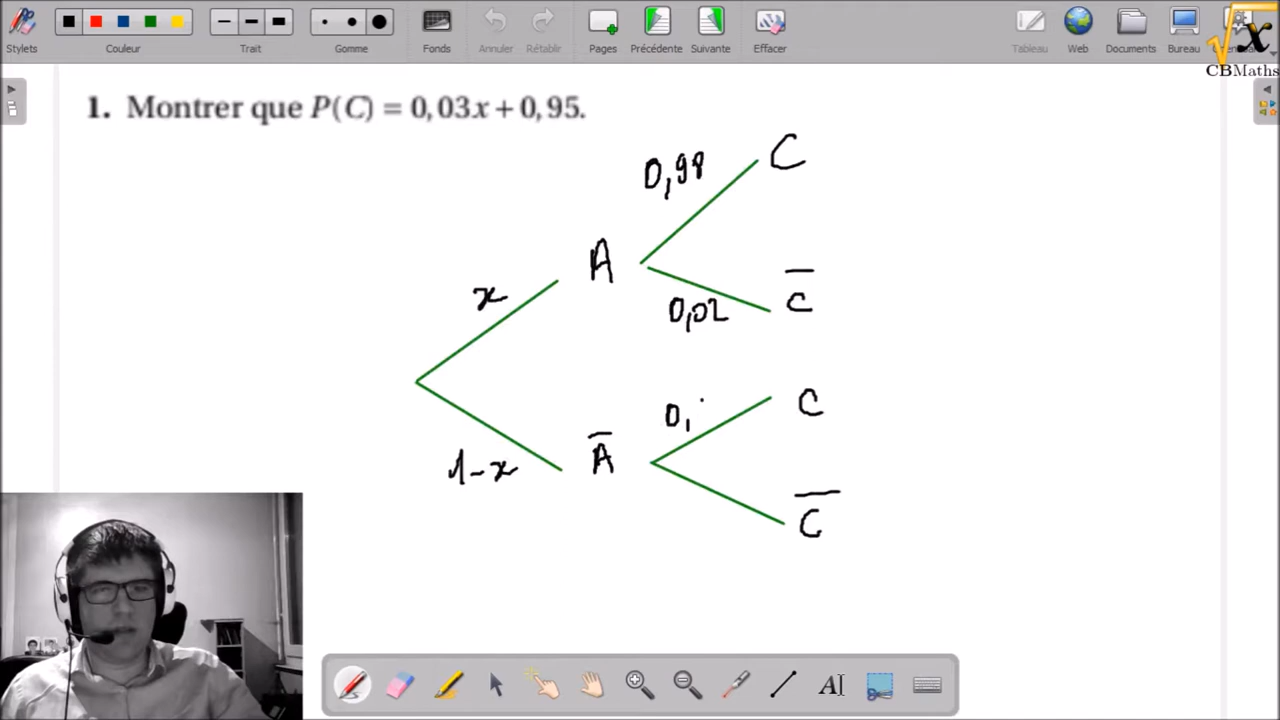 Stylets
Couleur
Trait
Gomme
Fonds
Annuler
Rétablir
Pages
Précédente
Suivante
Effacer
Tableau
Web
Documents
Bureau
√x
CBMaths
1. Montrer que P(C) = 0,03x + 0,95.
0,98
C
A
x
0,02
C̅
0,
C
1-x
A̅
C̅
AI